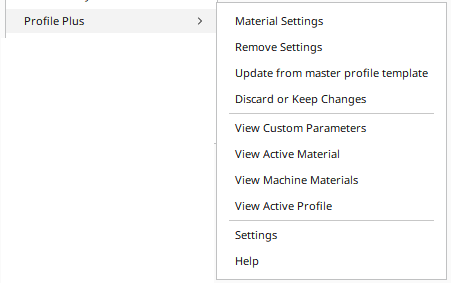 Profile Plus
Material Settings
Remove Settings
Update from master profile template
Discard or Keep Changes
View Custom Parameters
View Active Material
View Machine Materials
View Active Profile
Settings
Help